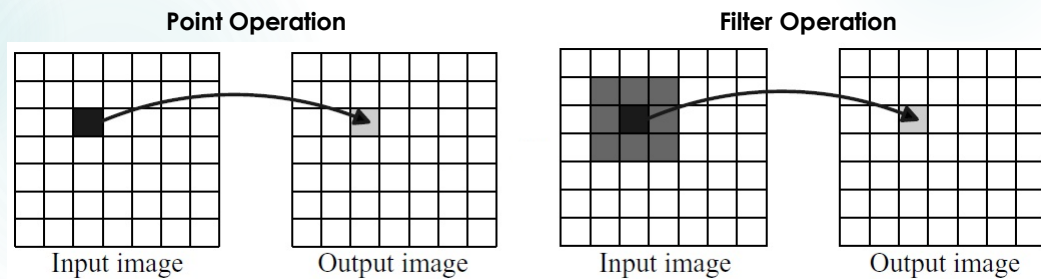 Point Operation
Filter Operation
Input image
Output image
Input image
Output image